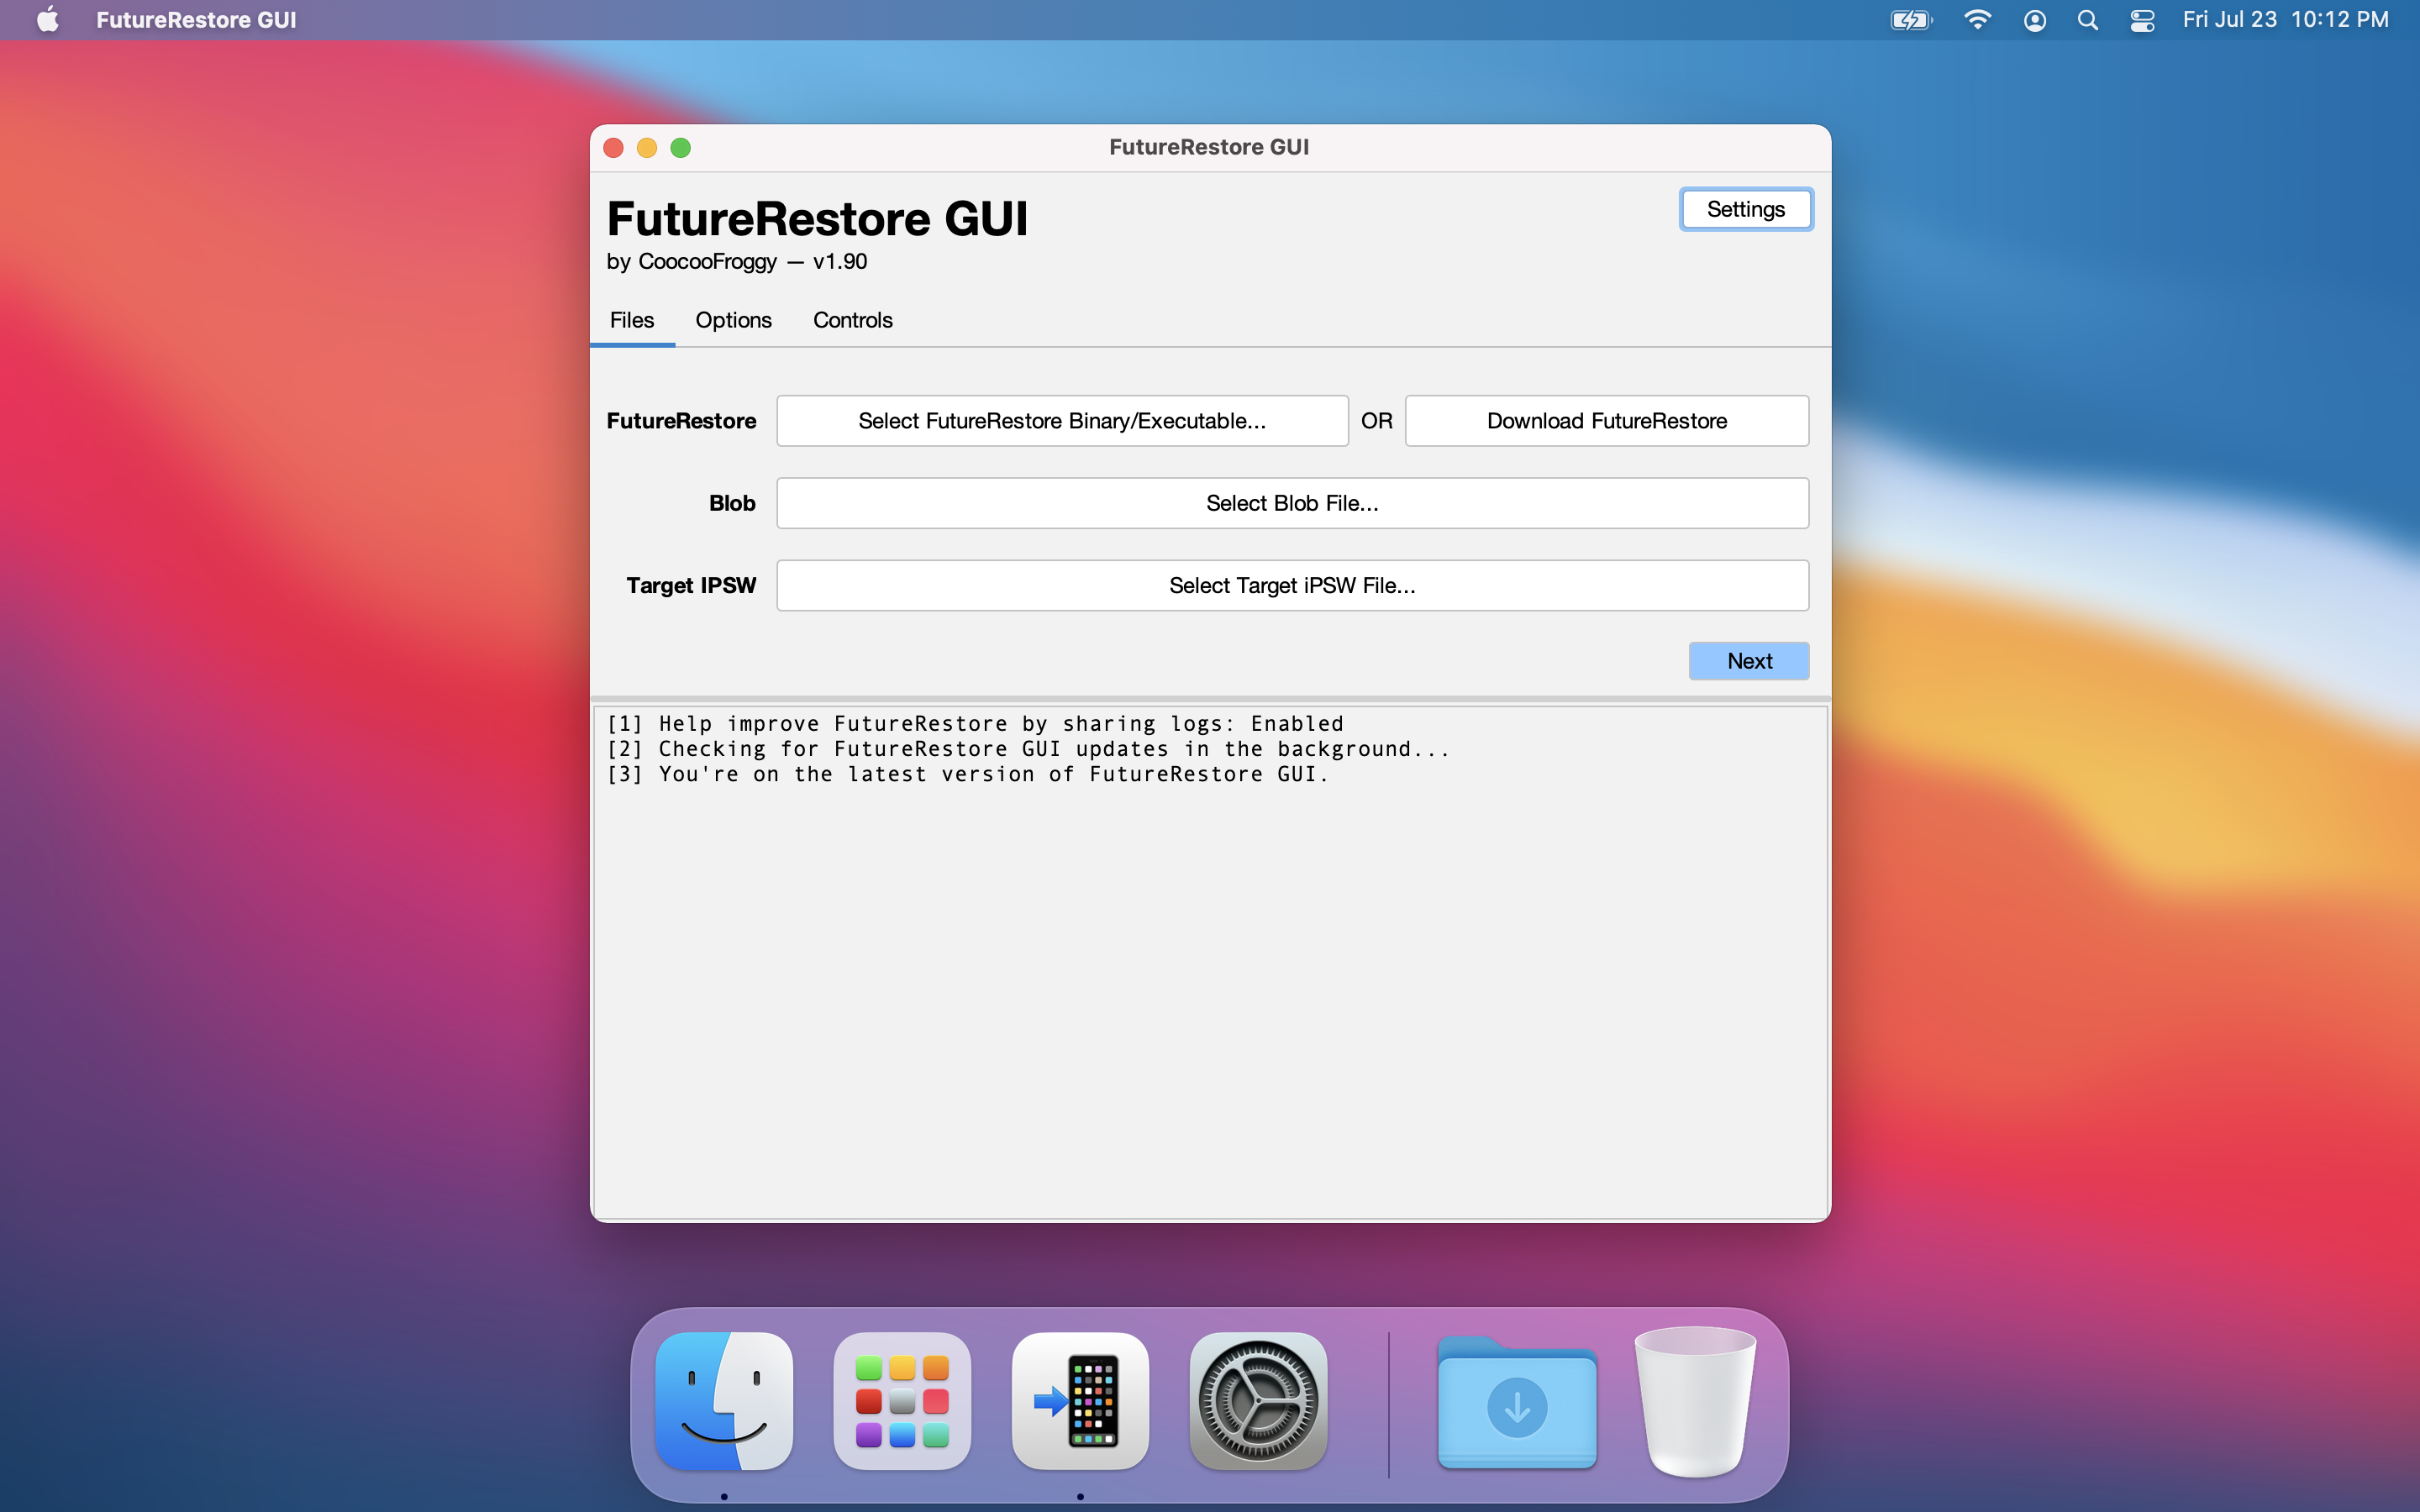 FutureRestore GUI
Fri Jul 23 10:12 PM
FutureRestore GUI
FutureRestore GUI
Settings
by CoocooFroggy — v1.90
Files Options Controls
FutureRestore Select FutureRestore Binary/Executable... OR Download FutureRestore
Blob Select Blob File...
Target IPSW Select Target iPSW File...
Next
[1] Help improve FutureRestore by sharing logs: Enabled
[2] Checking for FutureRestore GUI updates in the background...
[3] You're on the latest version of FutureRestore GUI.